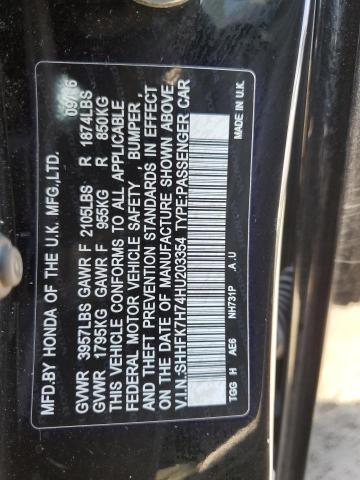 MFD.BY HONDA OF THE U.K. MFG.,LTD. 09/16
GVWR 3957LBS GAWR F 2105LBS R 1874LBS
GVWR 1795KG GAWR F 955KG R 850KG
THIS VEHICLE CONFORMS TO ALL APPLICABLE
FEDERAL MOTOR VEHICLE SAFETY, BUMPER,
AND THEFT PREVENTION STANDARDS IN EFFECT
ON THE DATE OF MANUFACTURE SHOWN ABOVE.
V.I.N.:SHHFK7H74HU203354 TYPE:PASSENGER CAR
TGG H AE6 NH731P .A .U MADE IN U.K.